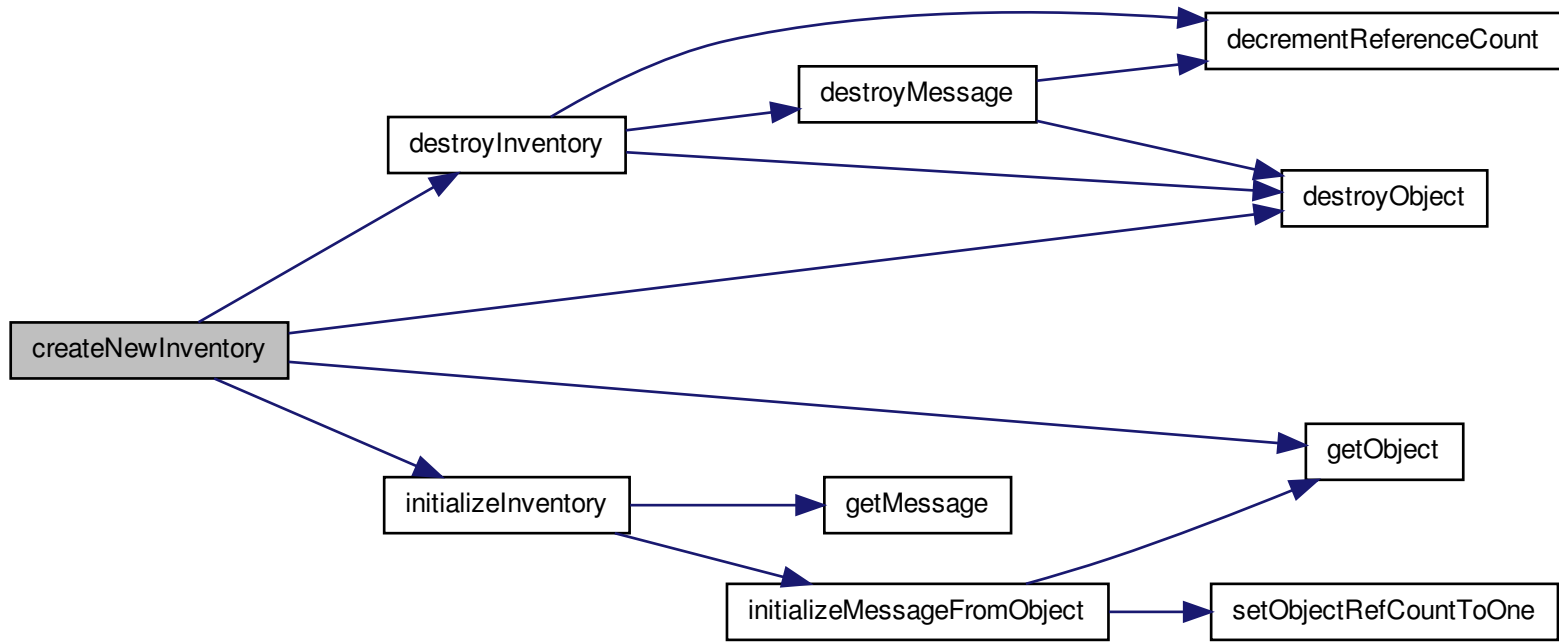 decrementReferenceCount
destroyMessage
destroyInventory
destroyObject
createNewInventory
getObject
initializeInventory
getMessage
initializeMessageFromObject
setObjectRefCountToOne